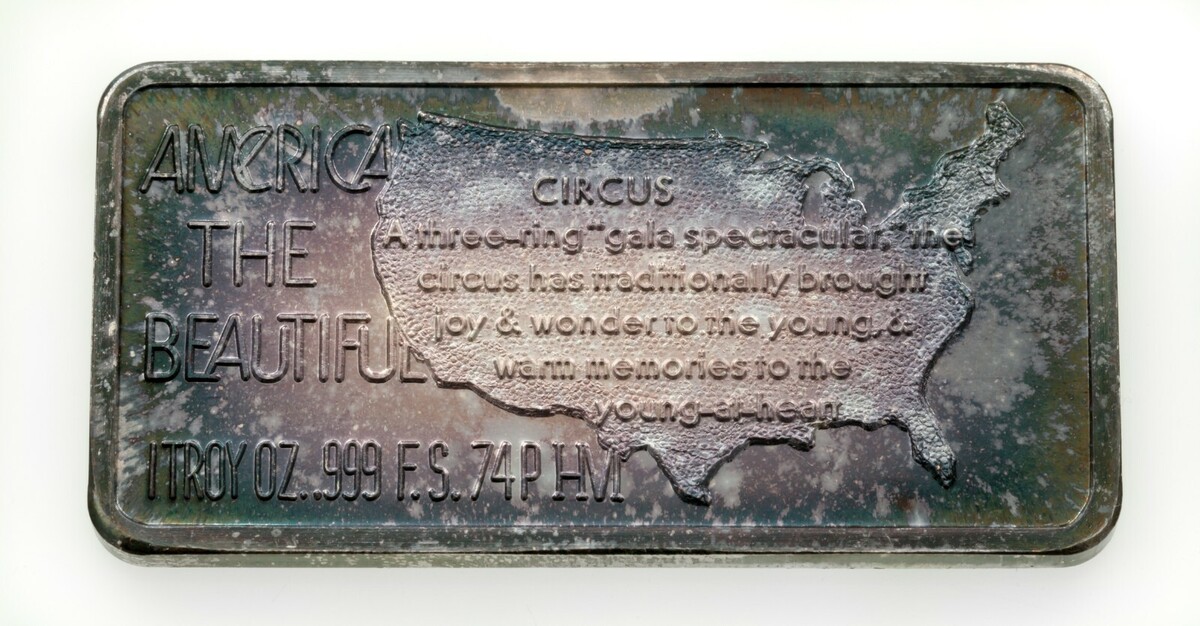 AMERICA
THE
BEAUTIFUL
1 TROY OZ..999 F.S. 74P HM
CIRCUS
A three-ring "gala spectacular," the
circus has traditionally brought
joy & wonder to the young, &
warm memories to the
young-at-heart